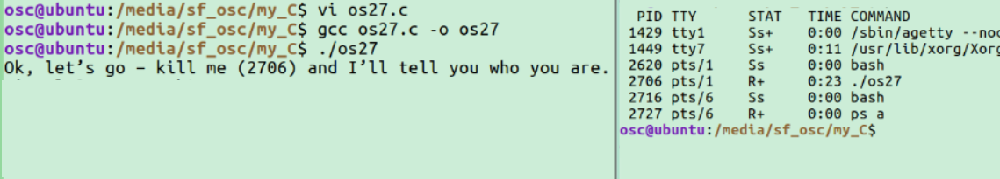 osc@ubuntu:/media/sf_osc/my_C$ vi os27.c
osc@ubuntu:/media/sf_osc/my_C$ gcc os27.c -o os27
osc@ubuntu:/media/sf_osc/my_C$ ./os27
Ok, let’s go – kill me (2706) and I’ll tell you who you are.
PID TTY STAT TIME COMMAND
1429 tty1 Ss+ 0:00 /sbin/agetty --noc
1449 tty7 Ss+ 0:11 /usr/lib/xorg/Xorg
2620 pts/1 Ss 0:00 bash
2706 pts/1 R+ 0:23 ./os27
2716 pts/6 Ss 0:00 bash
2727 pts/6 R+ 0:00 ps a
osc@ubuntu:/media/sf_osc/my_C$